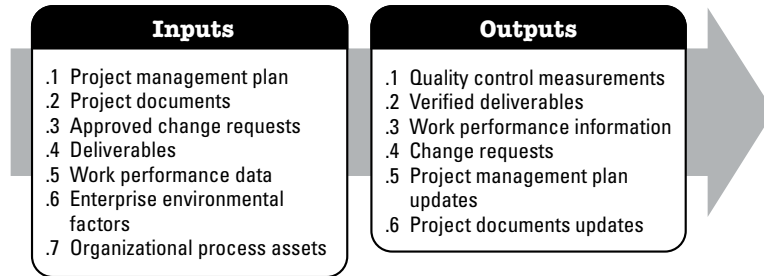 Inputs
.1 Project management plan
.2 Project documents
.3 Approved change requests
.4 Deliverables
.5 Work performance data
.6 Enterprise environmental
factors
.7 Organizational process assets
Outputs
.1 Quality control measurements
.2 Verified deliverables
.3 Work performance information
.4 Change requests
.5 Project management plan
updates
.6 Project documents updates